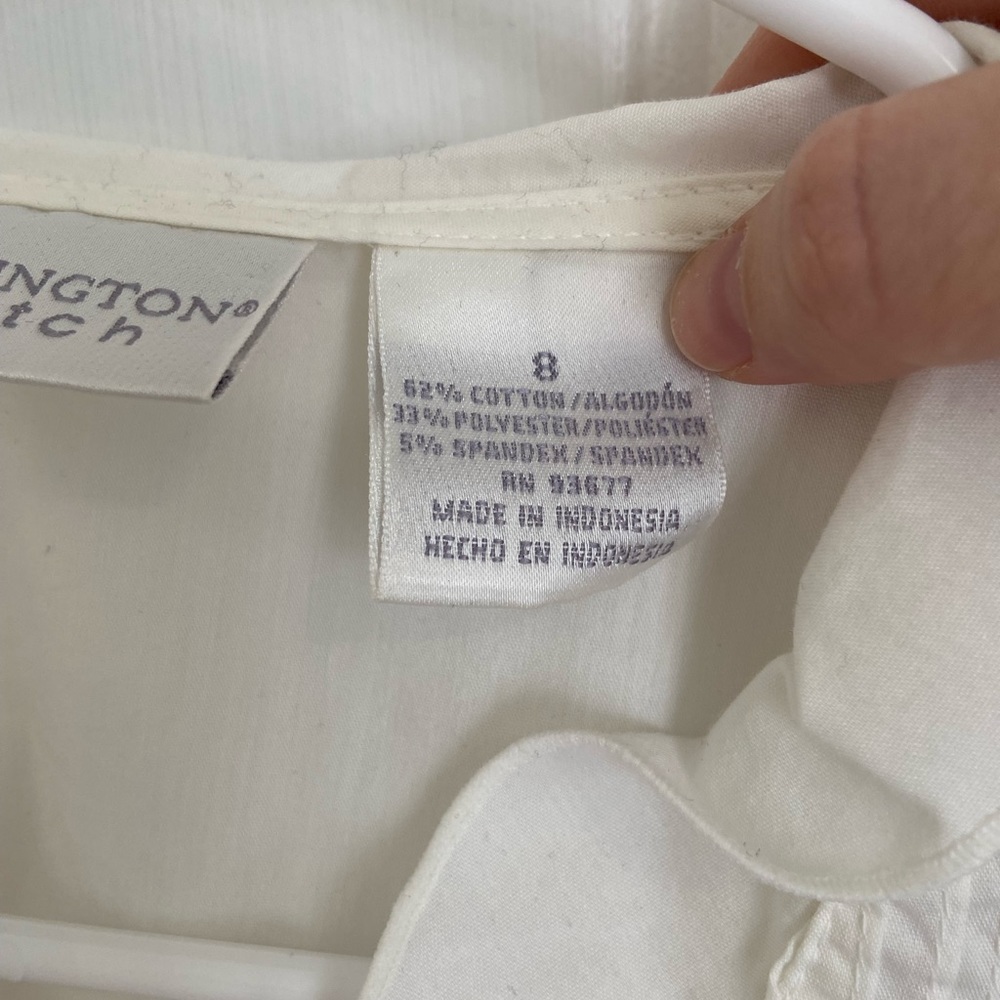 INGTON®
tch
8
62% COTTON/ALGODÓN
33% POLYESTER/POLIÉSTER
5% SPANDEX/SPANDEX
RN 93677
MADE IN INDONESIA
HECHO EN INDONESIA